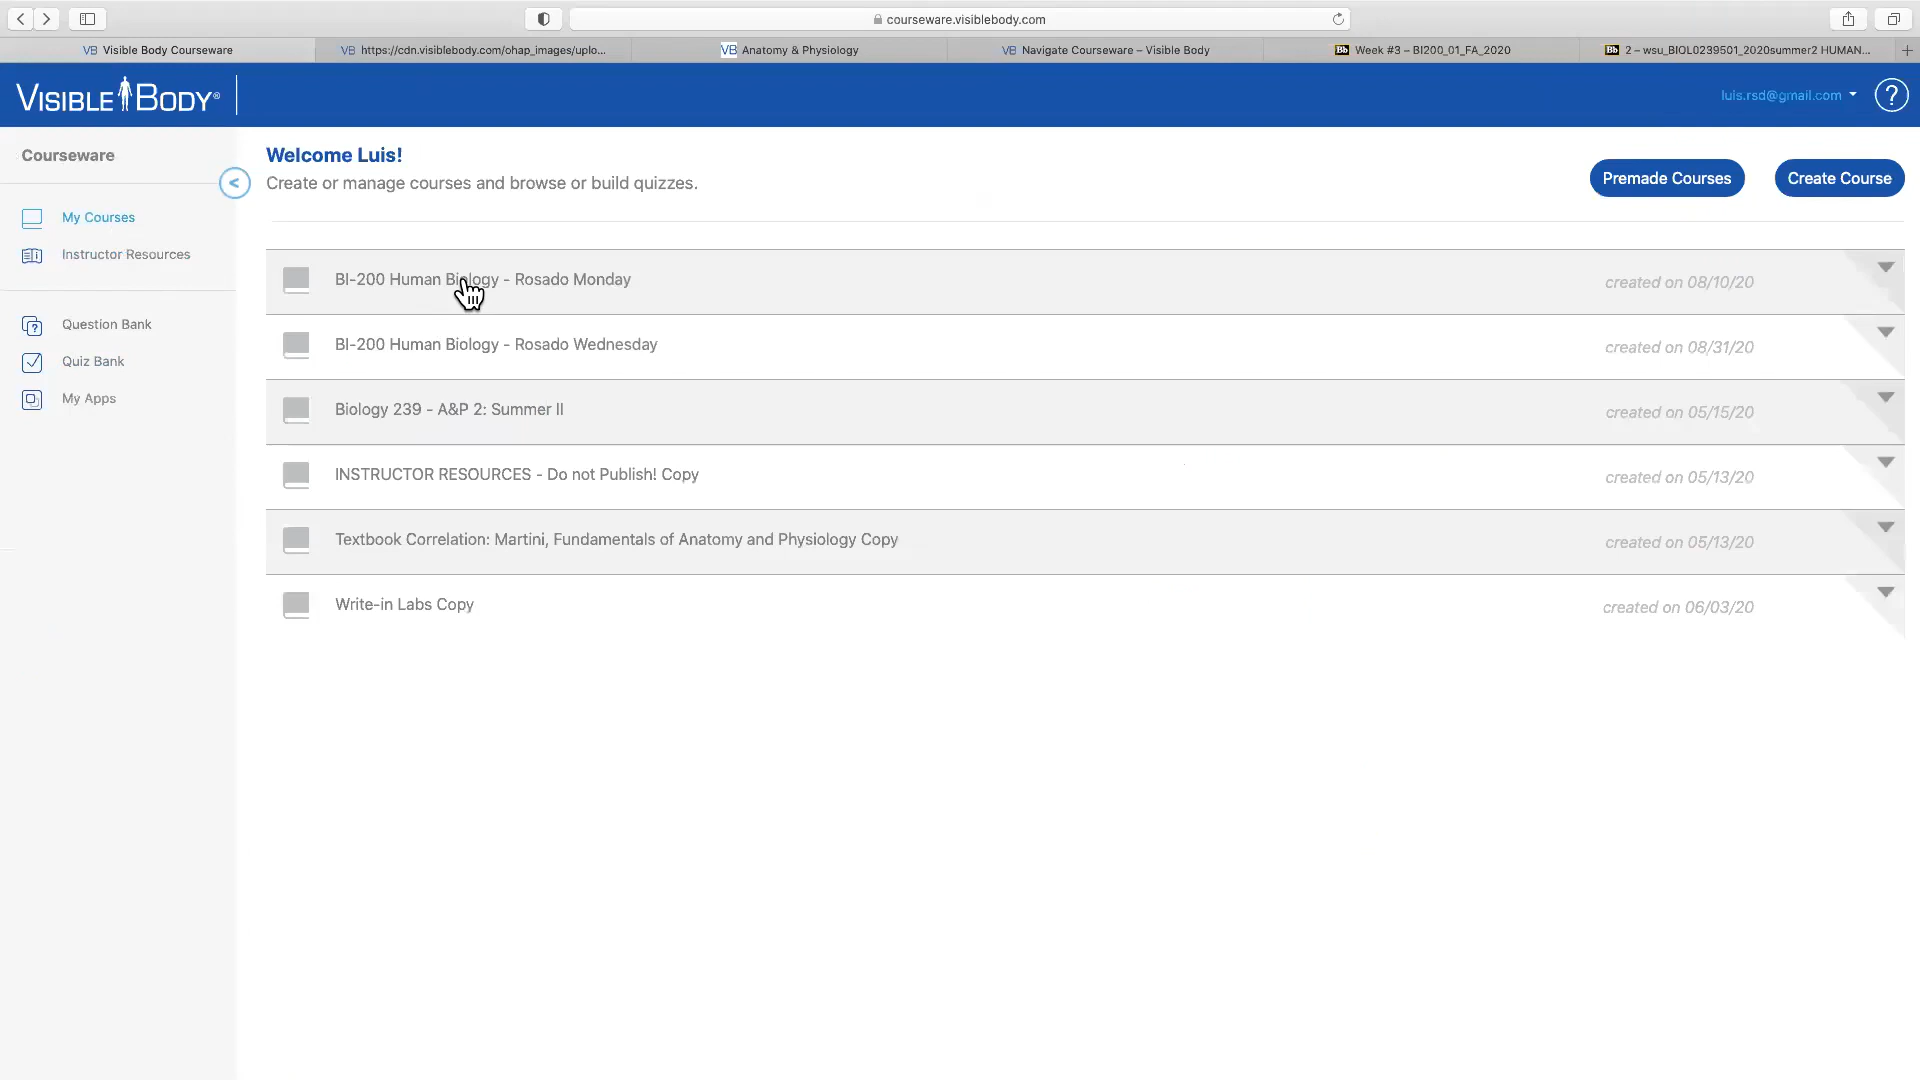 courseware.visiblebody.com
VB Visible Body Courseware
VB https://cdn.visiblebody.com/ohap_images/uplo...
VB Anatomy & Physiology
VB Navigate Courseware – Visible Body
Bb Week #3 – BI200_01_FA_2020
Bb 2 – wsu_BIOL0239501_2020summer2 HUMAN...
VISIBLE BODY®
luis.rsd@gmail.com
?
Courseware
<
My Courses
Instructor Resources
Question Bank
Quiz Bank
My Apps
Welcome Luis!
Create or manage courses and browse or build quizzes.
Premade Courses
Create Course
BI-200 Human Biology - Rosado Monday
created on 08/10/20
BI-200 Human Biology - Rosado Wednesday
created on 08/31/20
Biology 239 - A&P 2: Summer II
created on 05/15/20
INSTRUCTOR RESOURCES - Do not Publish! Copy
created on 05/13/20
Textbook Correlation: Martini, Fundamentals of Anatomy and Physiology Copy
created on 05/13/20
Write-in Labs Copy
created on 06/03/20